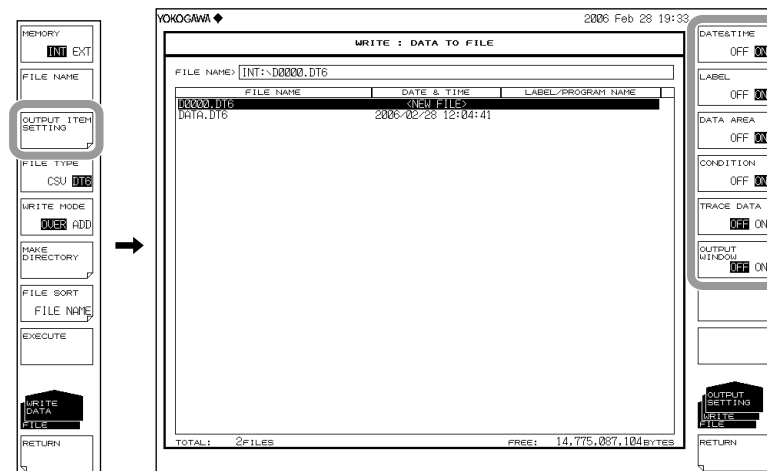 MEMORY
INT EXT
FILE NAME
OUTPUT ITEM
SETTING
FILE TYPE
CSV DT6
WRITE MODE
OVER ADD
MAKE
DIRECTORY
FILE SORT
FILE NAME
EXECUTE
WRITE
DATA
FILE
RETURN
YOKOGAWA ◆
2006 Feb 28 19:33
WRITE : DATA TO FILE
FILE NAME> INT:\D0000.DT6
FILE NAME DATE & TIME LABEL/PROGRAM NAME
D0000.DT6 <NEW FILE>
DATA.DT6 2006/02/28 12:04:41
TOTAL: 2FILES FREE: 14,775,087,104BYTES
DATE&TIME
OFF ON
LABEL
OFF ON
DATA AREA
OFF ON
CONDITION
OFF ON
TRACE DATA
OFF ON
OUTPUT
WINDOW
OFF ON
OUTPUT
SETTING
WRITE
FILE
RETURN